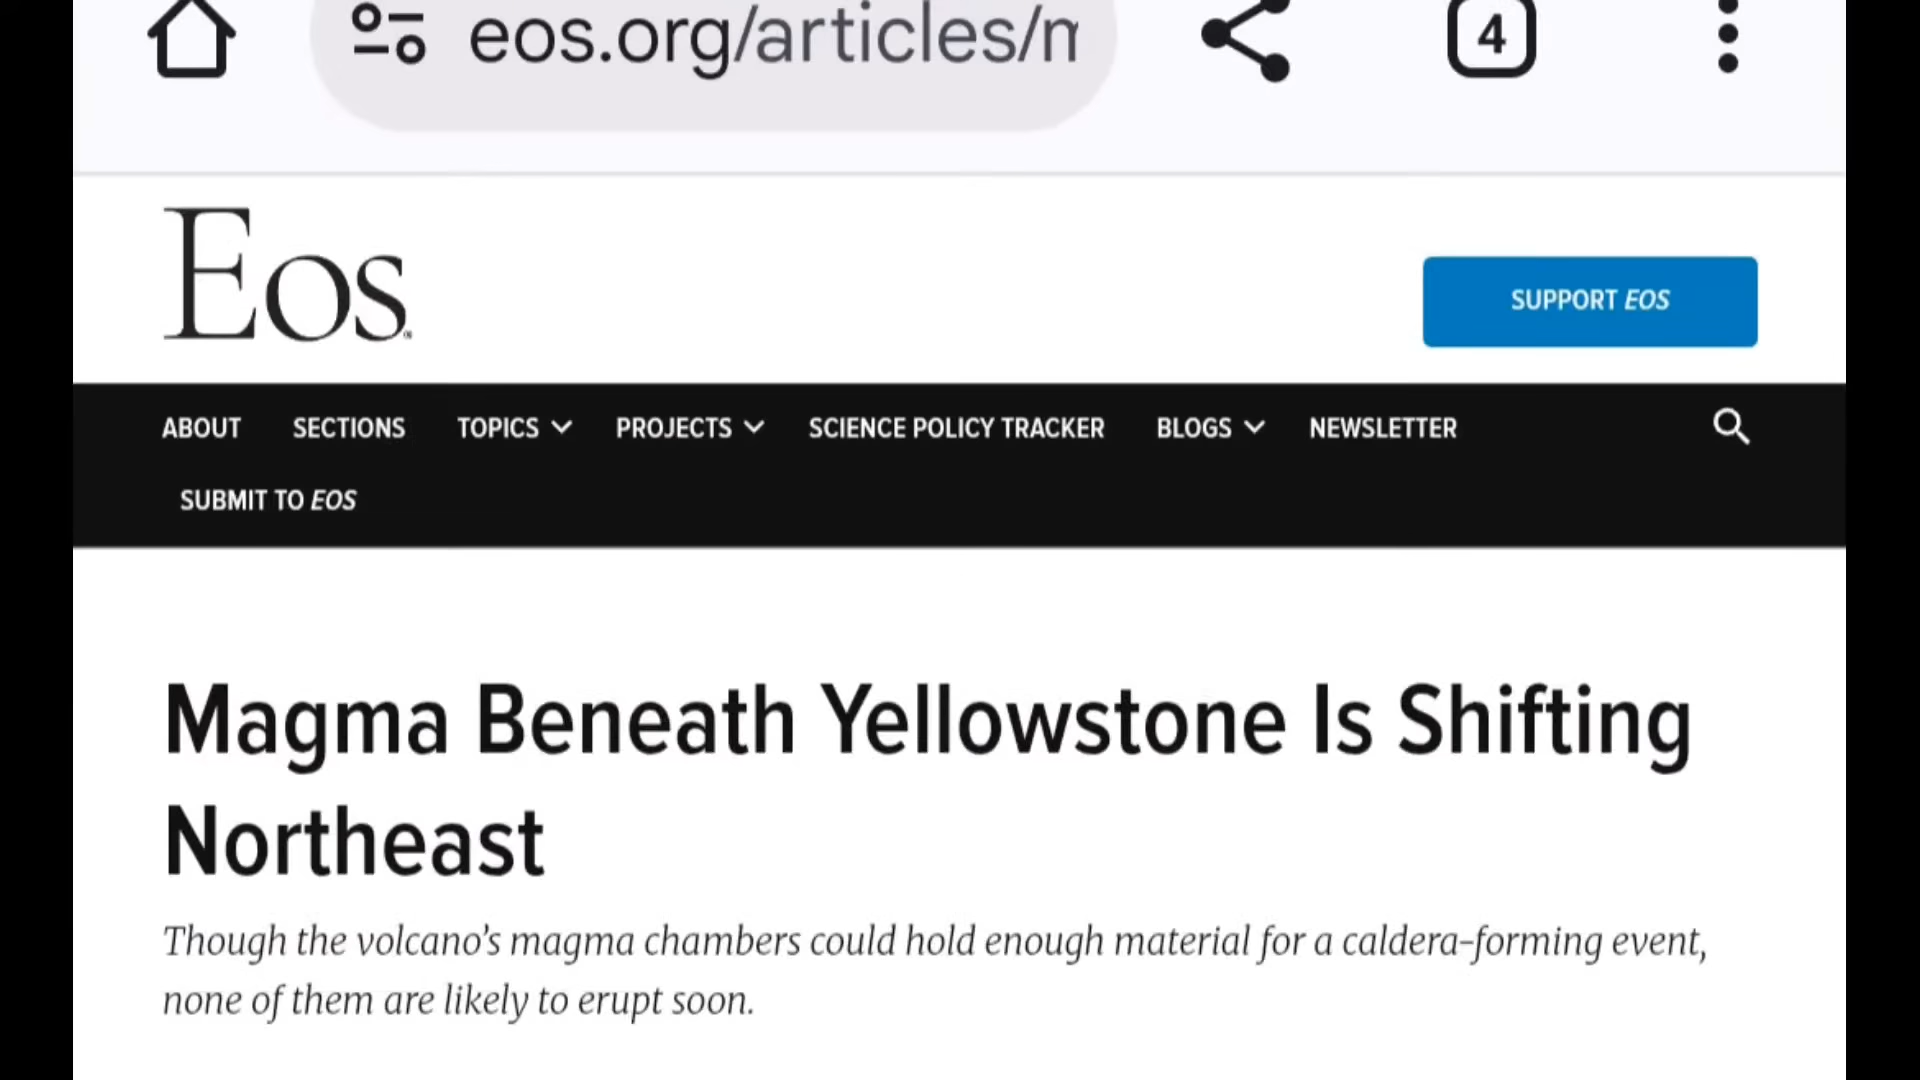 eos.org/articles/m
4
Eos
SUPPORT EOS
ABOUT SECTIONS TOPICS PROJECTS SCIENCE POLICY TRACKER BLOGS NEWSLETTER
SUBMIT TO EOS
Magma Beneath Yellowstone Is Shifting
Northeast
Though the volcano’s magma chambers could hold enough material for a caldera-forming event,
none of them are likely to erupt soon.